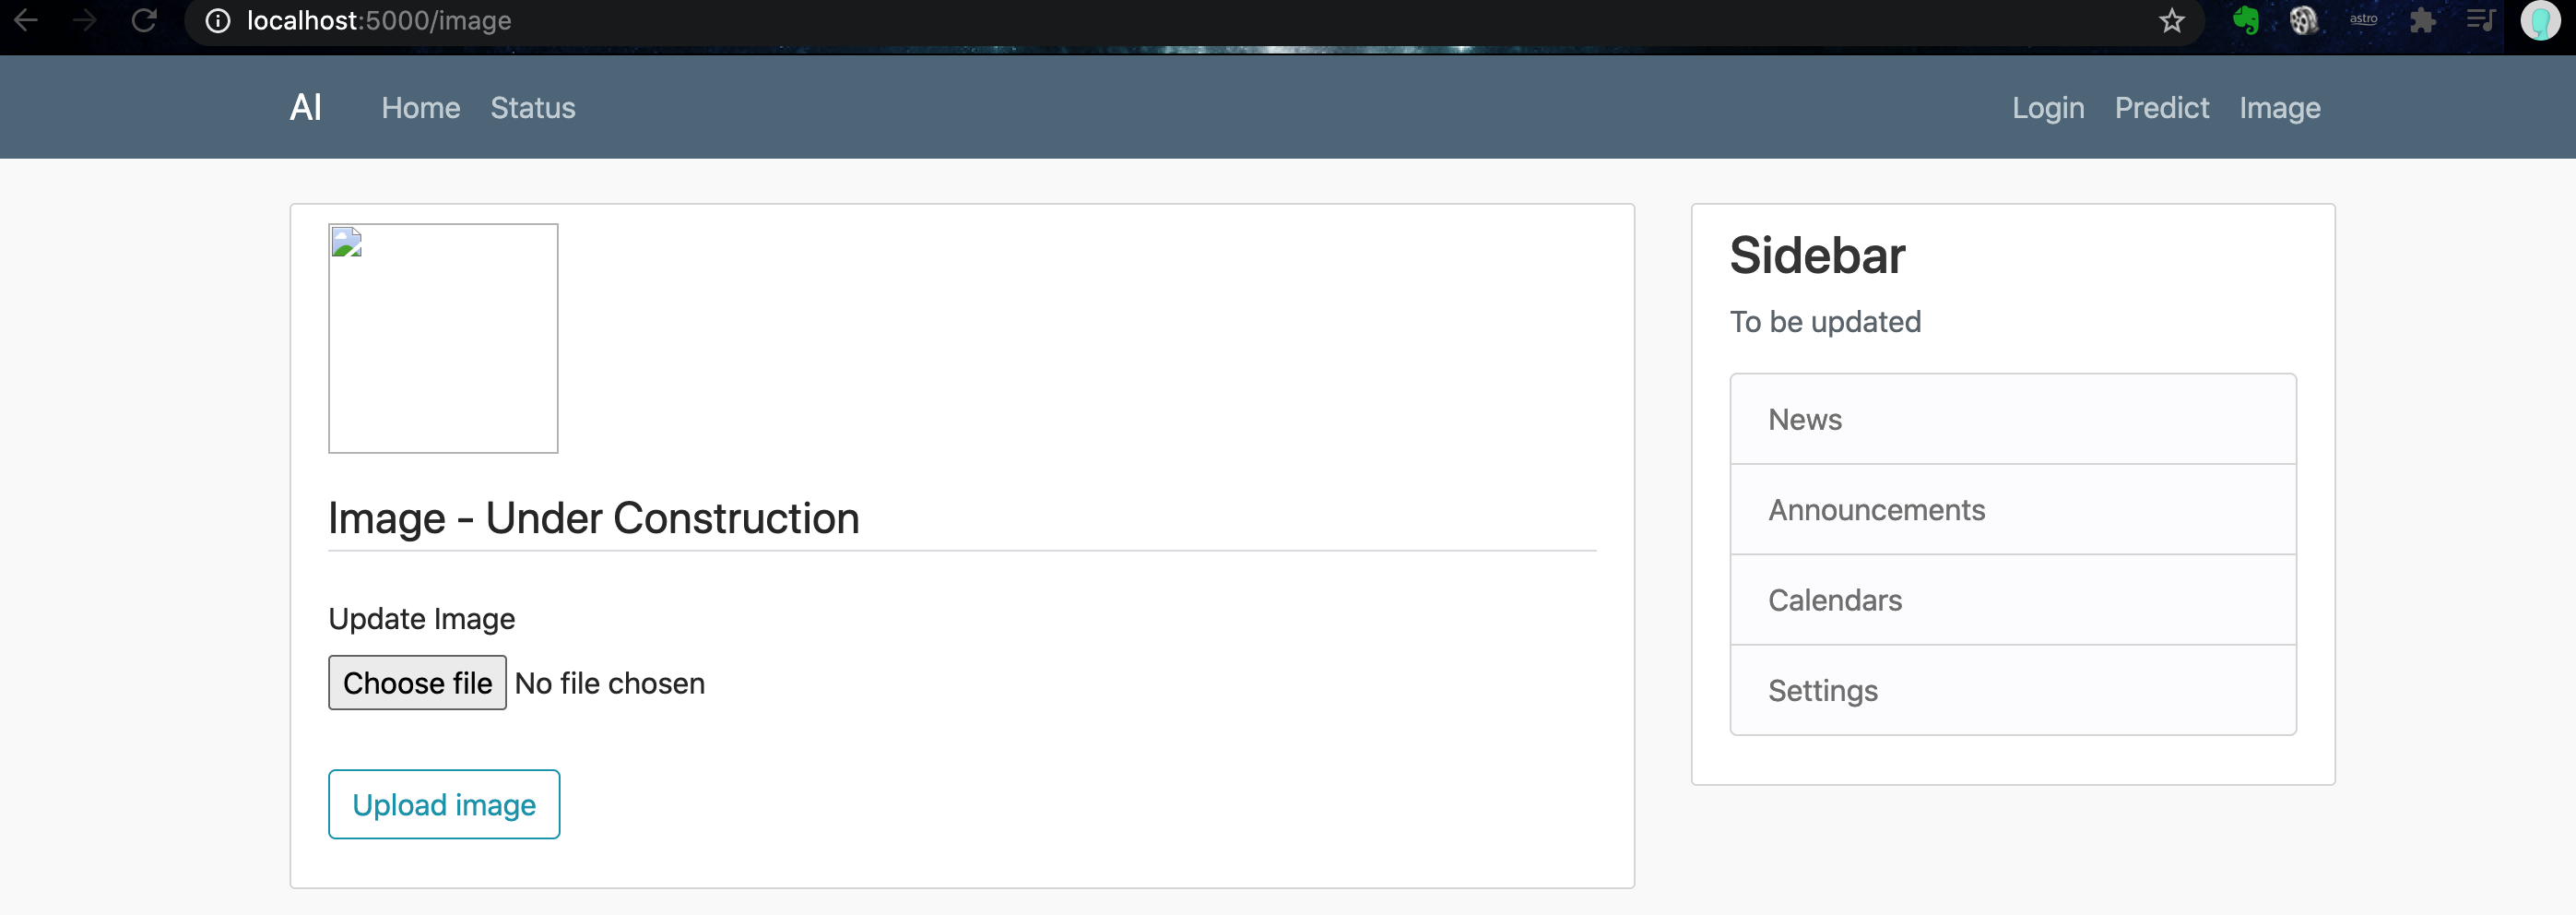 localhost:5000/image
astro
AI Home Status Login Predict Image
Image - Under Construction
Update Image
Choose file No file chosen
Upload image
Sidebar
To be updated
News
Announcements
Calendars
Settings